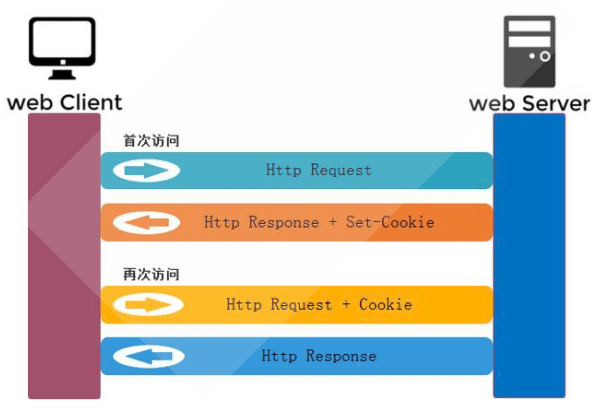 web Client
web Server
首次访问
Http Request
Http Response + Set-Cookie
再次访问
Http Request + Cookie
Http Response